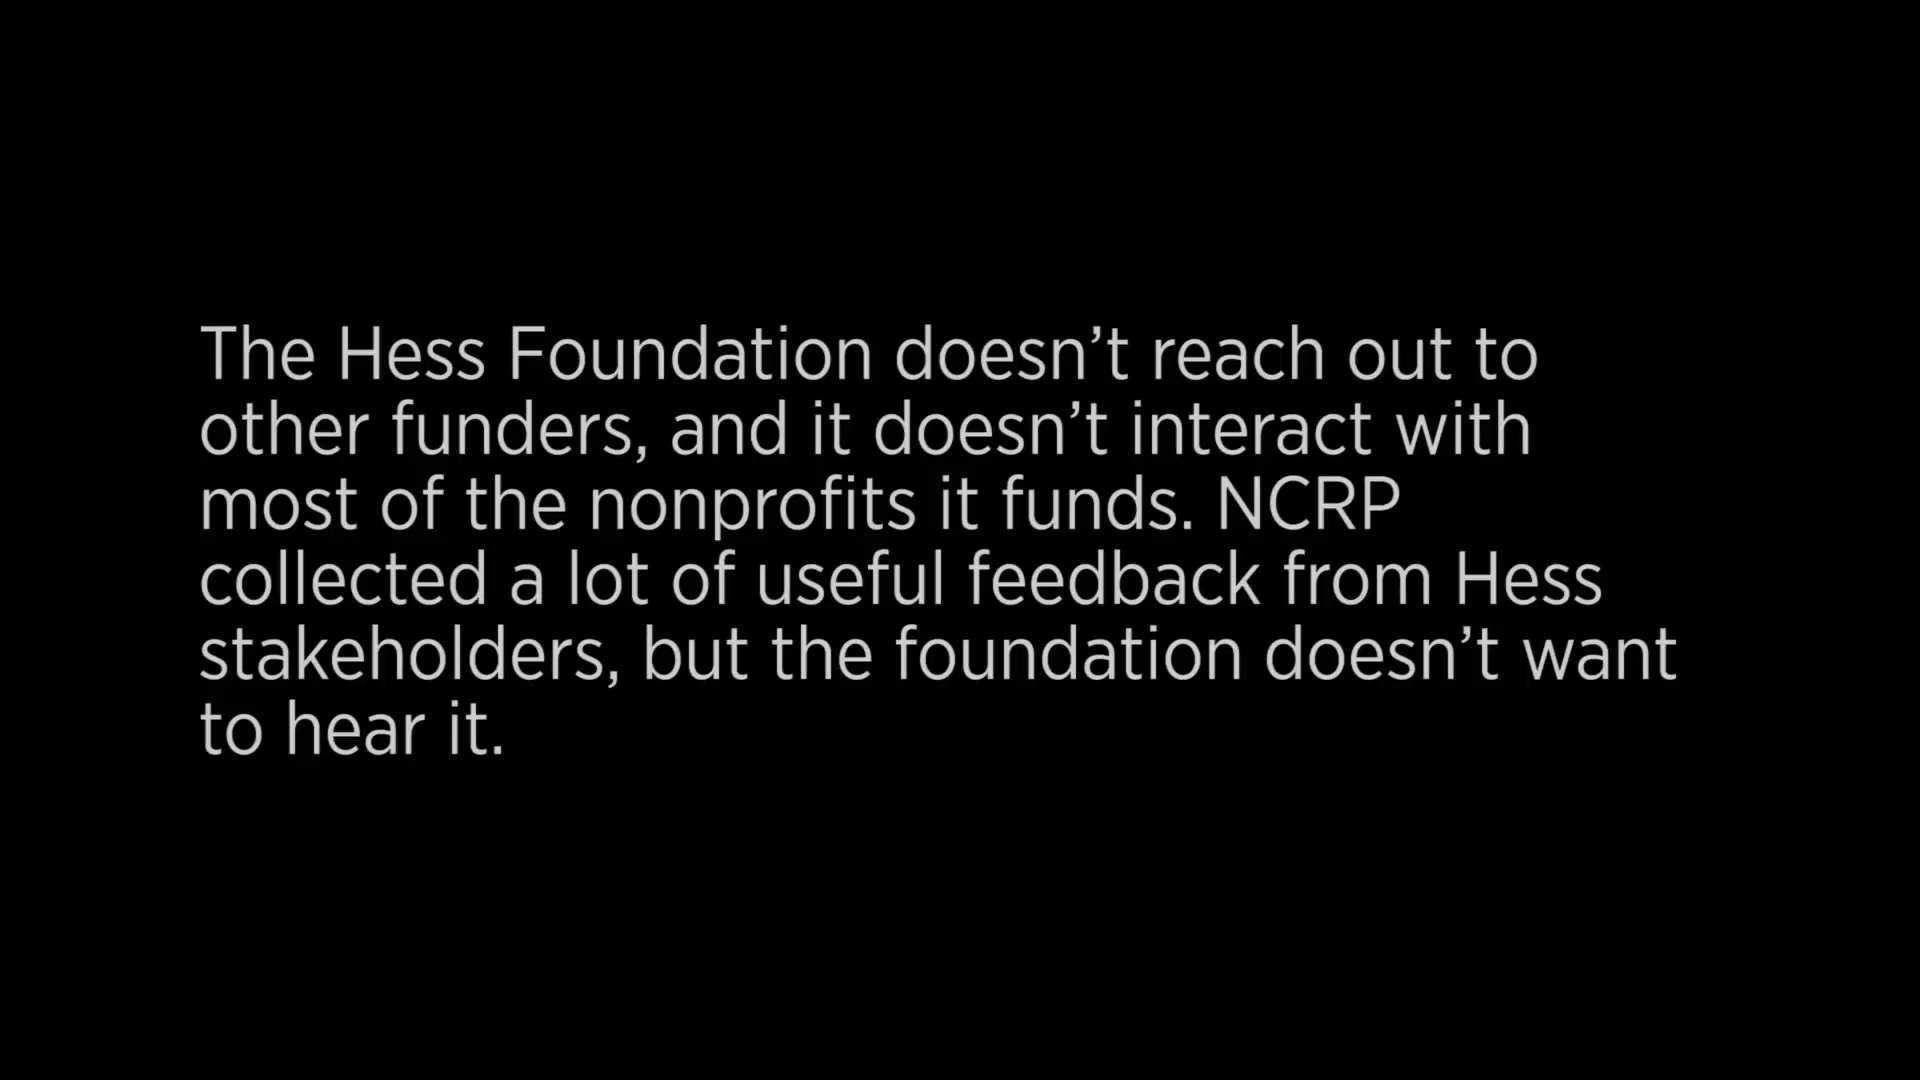 The Hess Foundation doesn’t reach out to
other funders, and it doesn’t interact with
most of the nonprofits it funds. NCRP
collected a lot of useful feedback from Hess
stakeholders, but the foundation doesn’t want
to hear it.